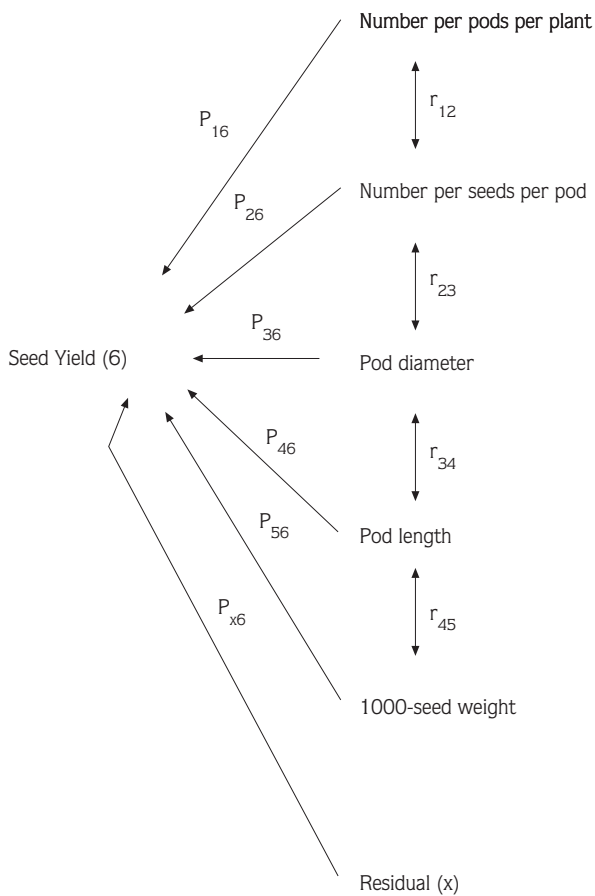 Number per pods per plant
r12
P16
Number per seeds per pod
P26
r23
P36
Seed Yield (6)
Pod diameter
P46
r34
P56
Pod length
Px6
r45
1000-seed weight
Residual (x)